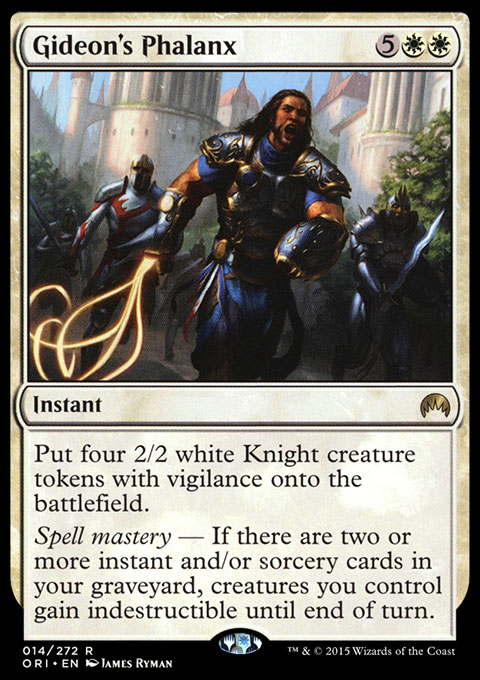 Gideon's Phalanx 5
Instant
Put four 2/2 white Knight creature
tokens with vigilance onto the
battlefield.
Spell mastery — If there are two or
more instant and/or sorcery cards in
your graveyard, creatures you control
gain indestructible until end of turn.
014/272 R
ORI • EN JAMES RYMAN
™ & © 2015 Wizards of the Coast